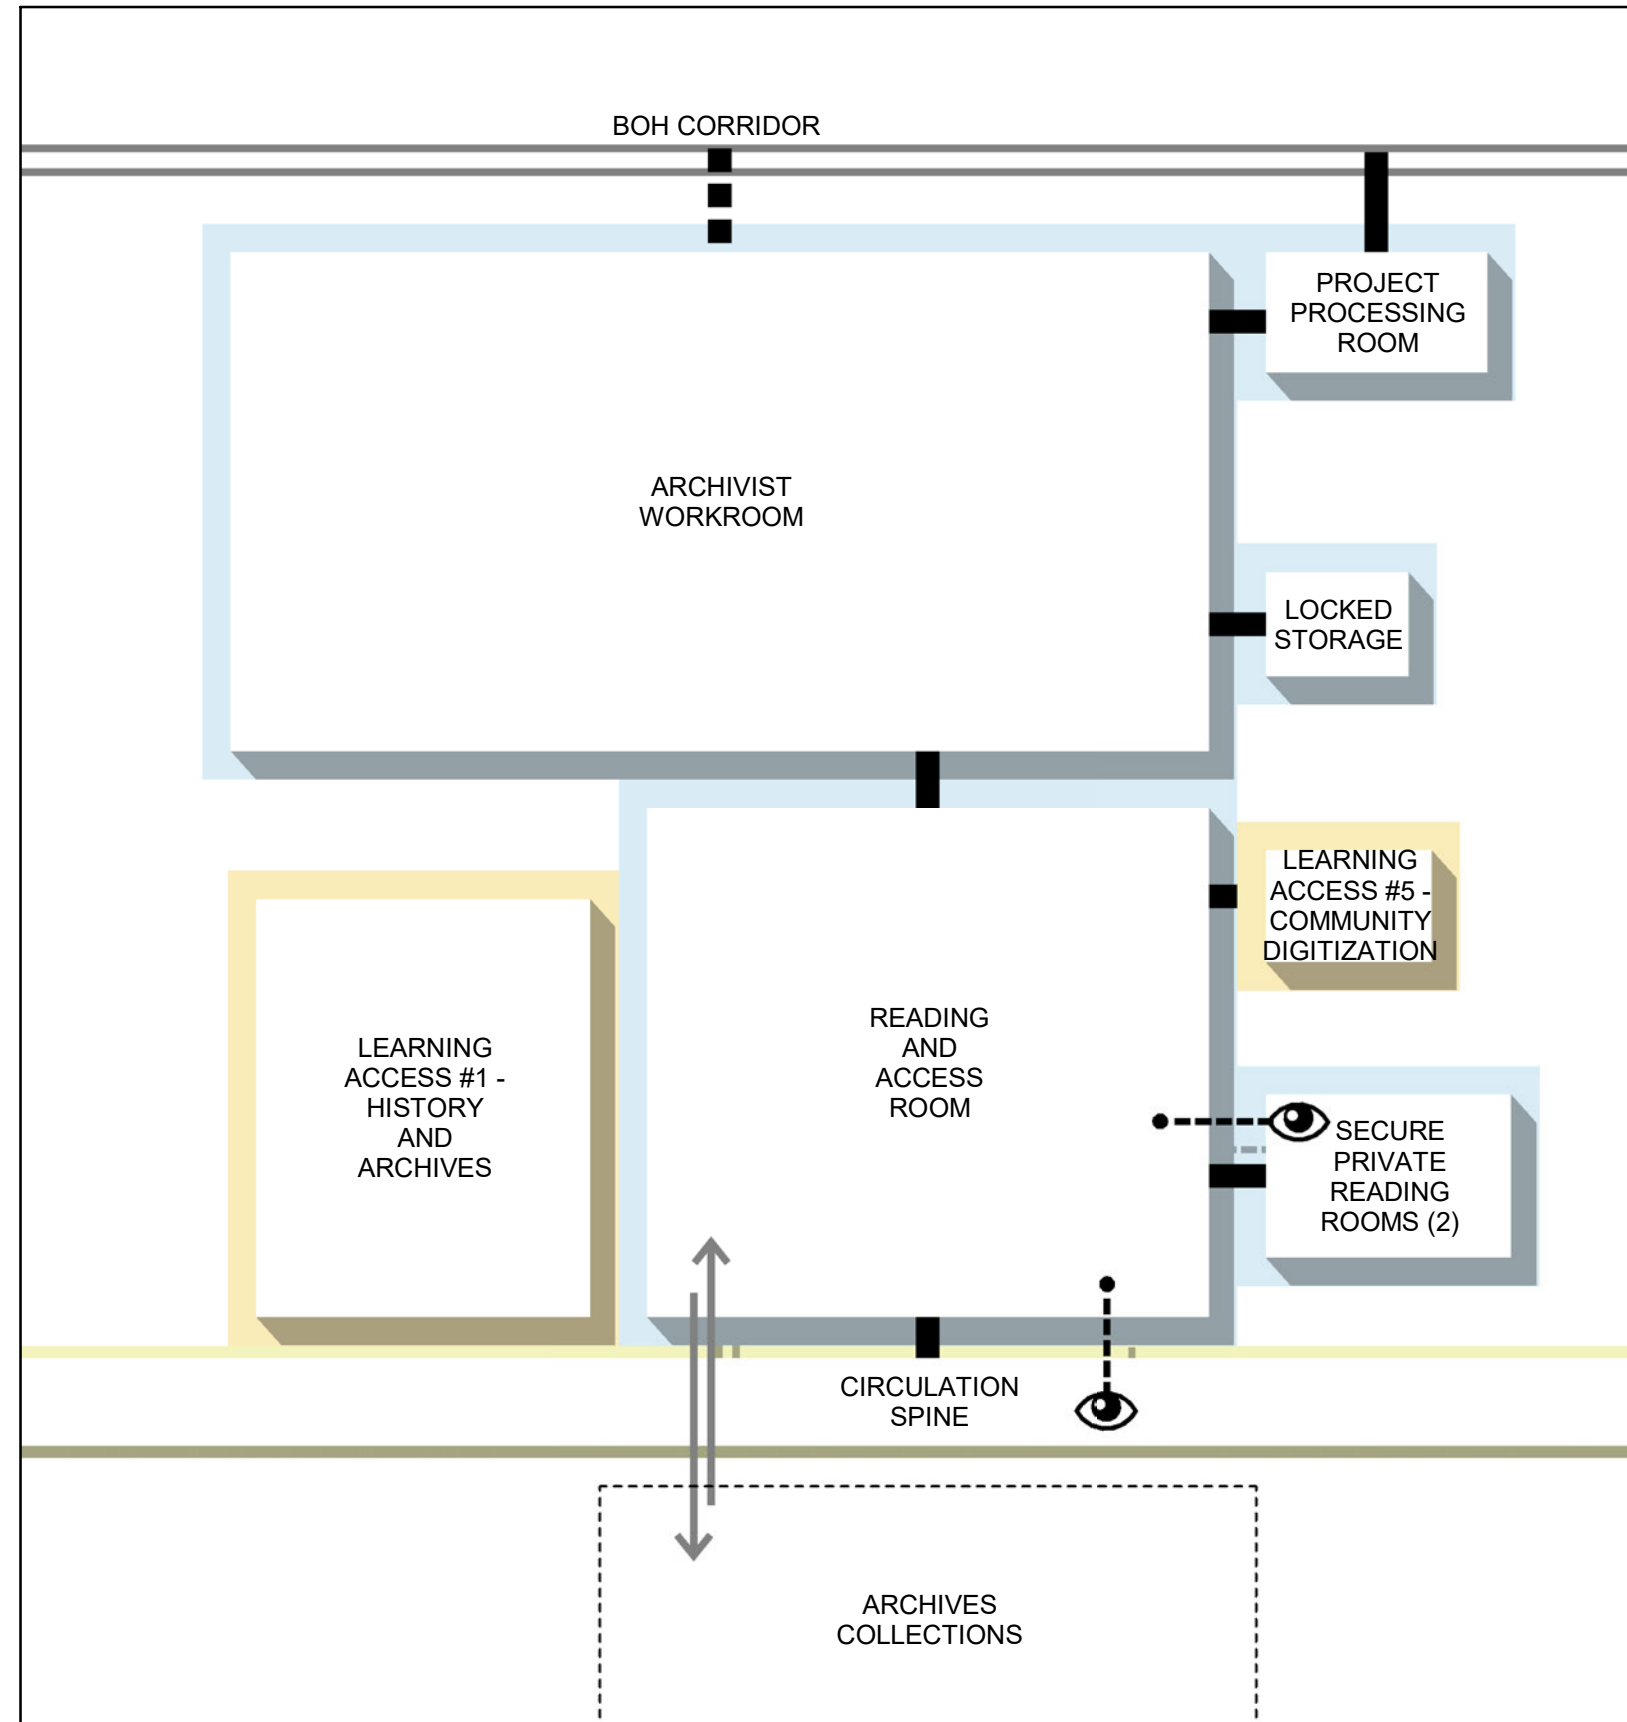 BOH CORRIDOR
PROJECT
PROCESSING
ROOM
ARCHIVIST
WORKROOM
LOCKED
STORAGE
LEARNING
ACCESS #5 -
COMMUNITY
DIGITIZATION
READING
AND
ACCESS
ROOM
LEARNING
ACCESS #1 -
HISTORY
AND
ARCHIVES
SECURE
PRIVATE
READING
ROOMS (2)
CIRCULATION
SPINE
ARCHIVES
COLLECTIONS